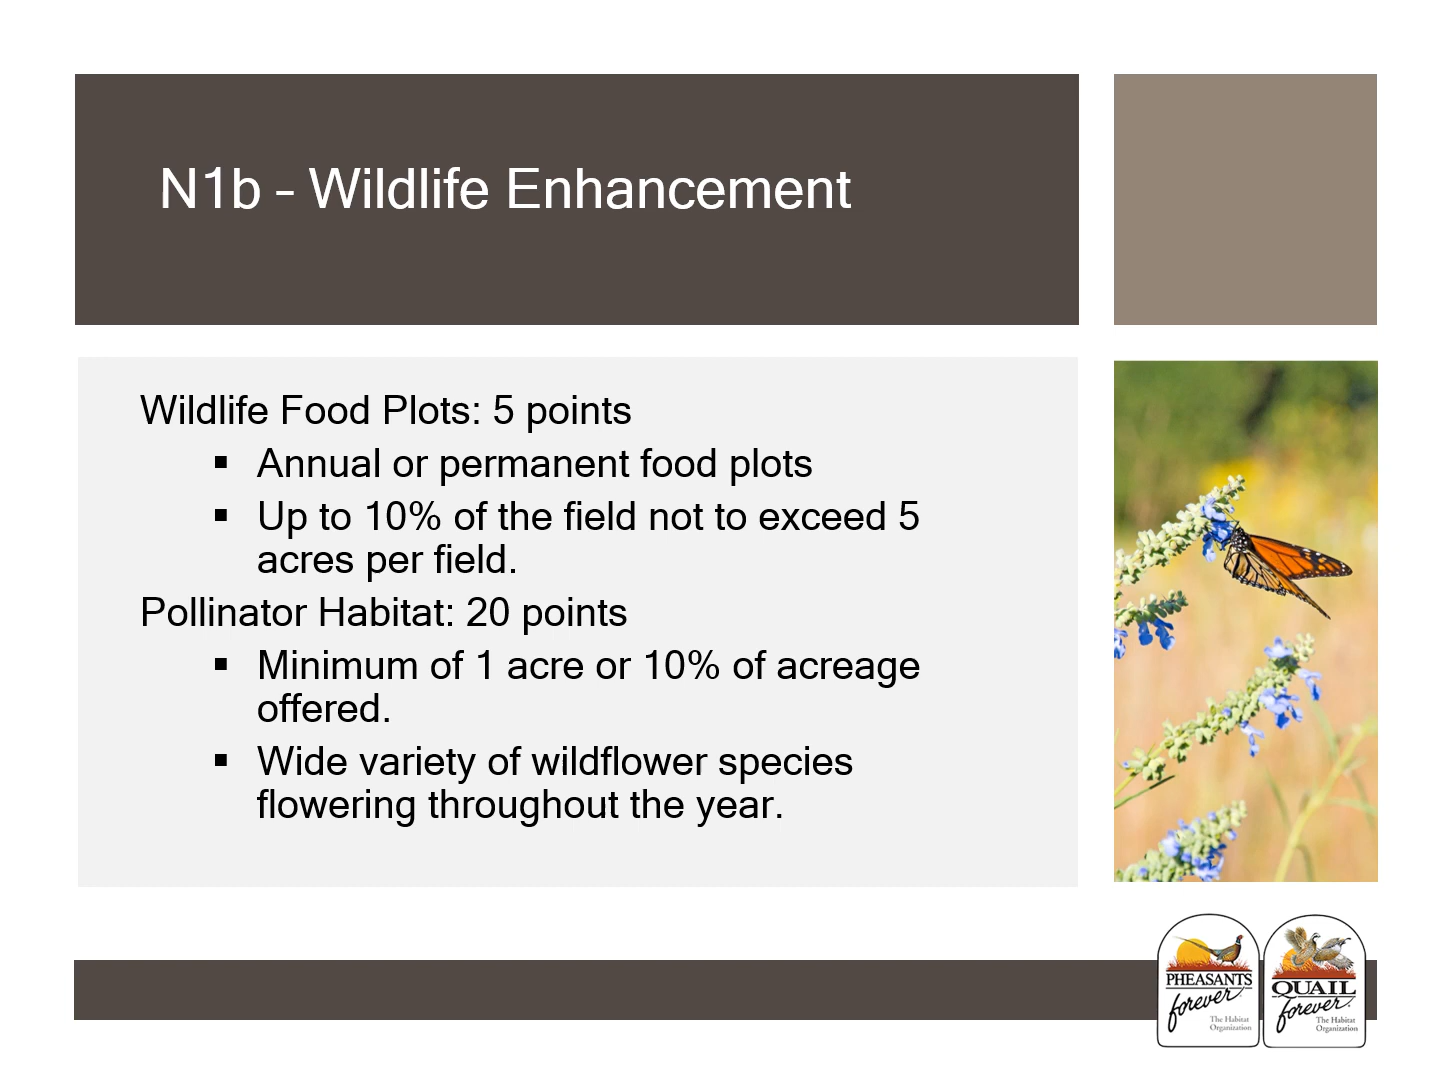 N1b – Wildlife Enhancement
Wildlife Food Plots: 5 points
▪ Annual or permanent food plots
▪ Up to 10% of the field not to exceed 5
acres per field.
Pollinator Habitat: 20 points
▪ Minimum of 1 acre or 10% of acreage
offered.
▪ Wide variety of wildflower species
flowering throughout the year.
PHEASANTS
forever
The Habitat
Organization
QUAIL
forever
The Habitat
Organization